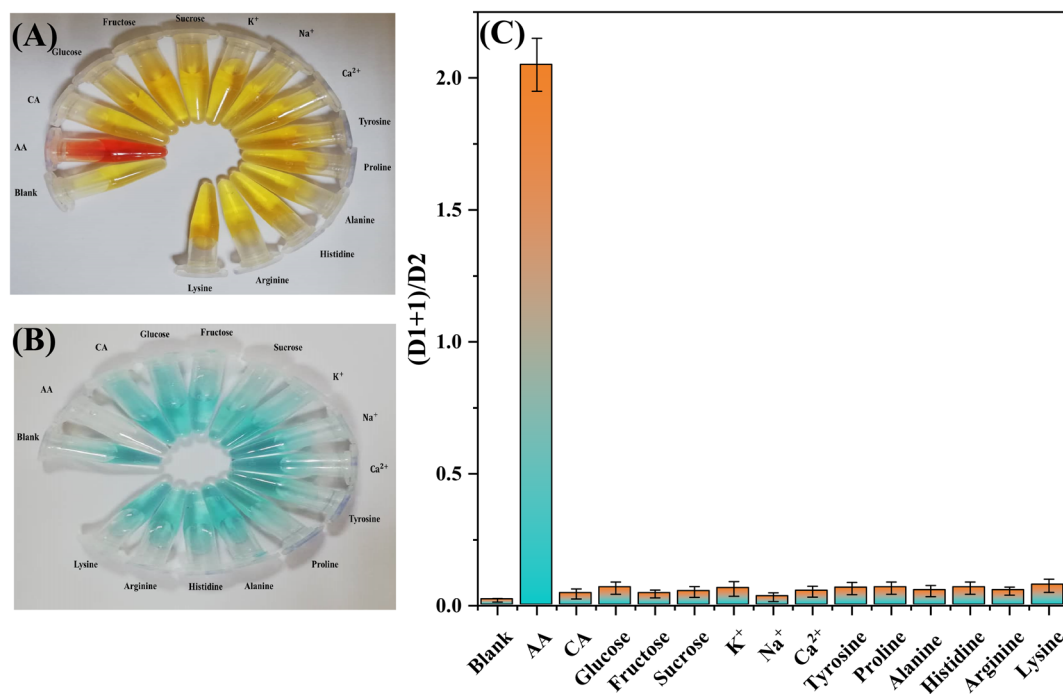 (A)
Sucrose
K⁺
Fructose
Na⁺
Glucose
Ca²⁺
CA
Tyrosine
AA
Proline
Blank
Alanine
Histidine
Arginine
Lysine
(B)
Glucose
Fructose
CA
Sucrose
AA
K⁺
Na⁺
Blank
Ca²⁺
Tyrosine
Lysine
Proline
Arginine
Histidine
Alanine
(C)
(D1+1)/D2
2.0
1.5
1.0
0.5
0.0
Blank
AA
CA
Glucose
Fructose
Sucrose
K⁺
Na⁺
Ca²⁺
Tyrosine
Proline
Alanine
Histidine
Arginine
Lysine